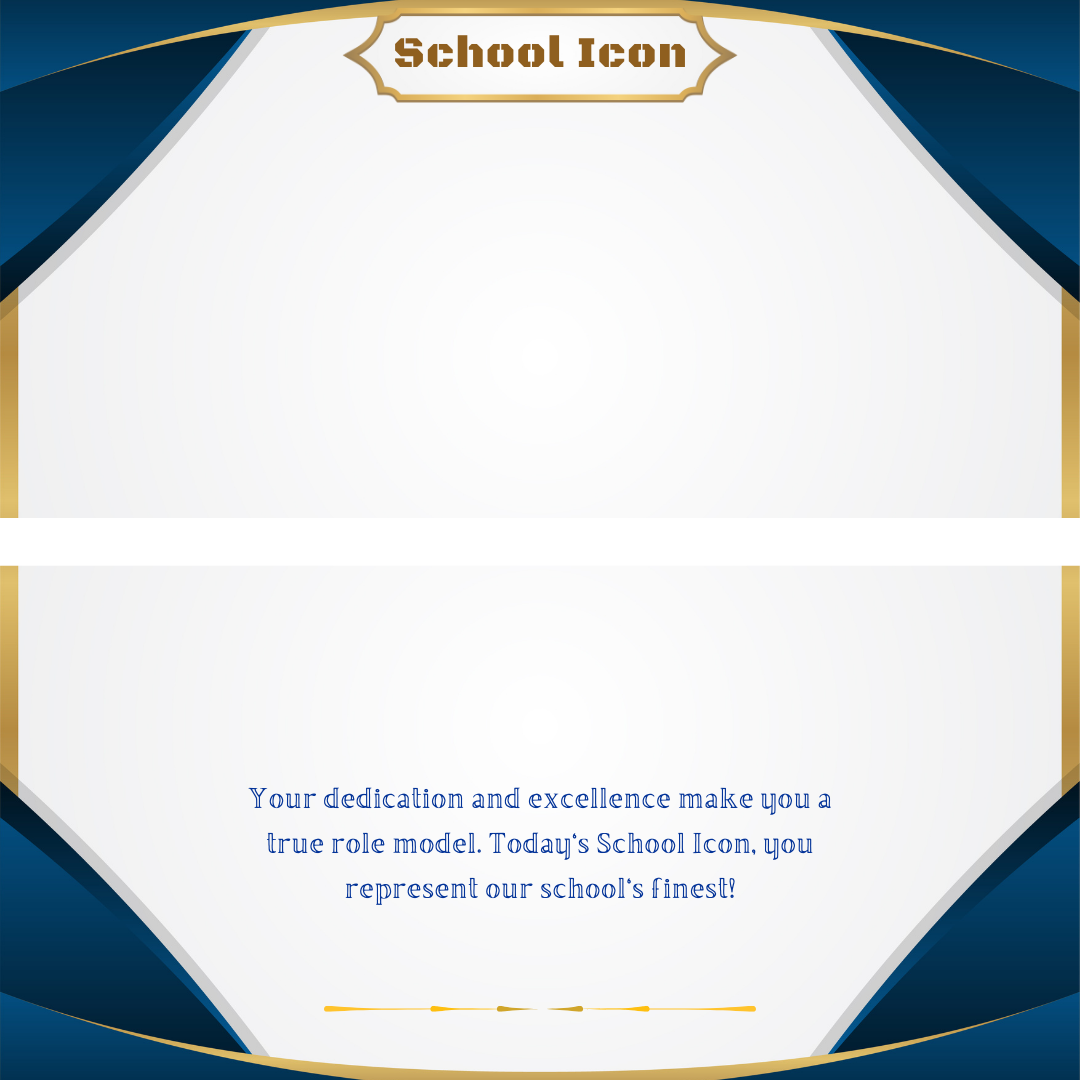 School Icon
Your dedication and excellence make you a
true role model. Today's School Icon, you
represent our school's finest!